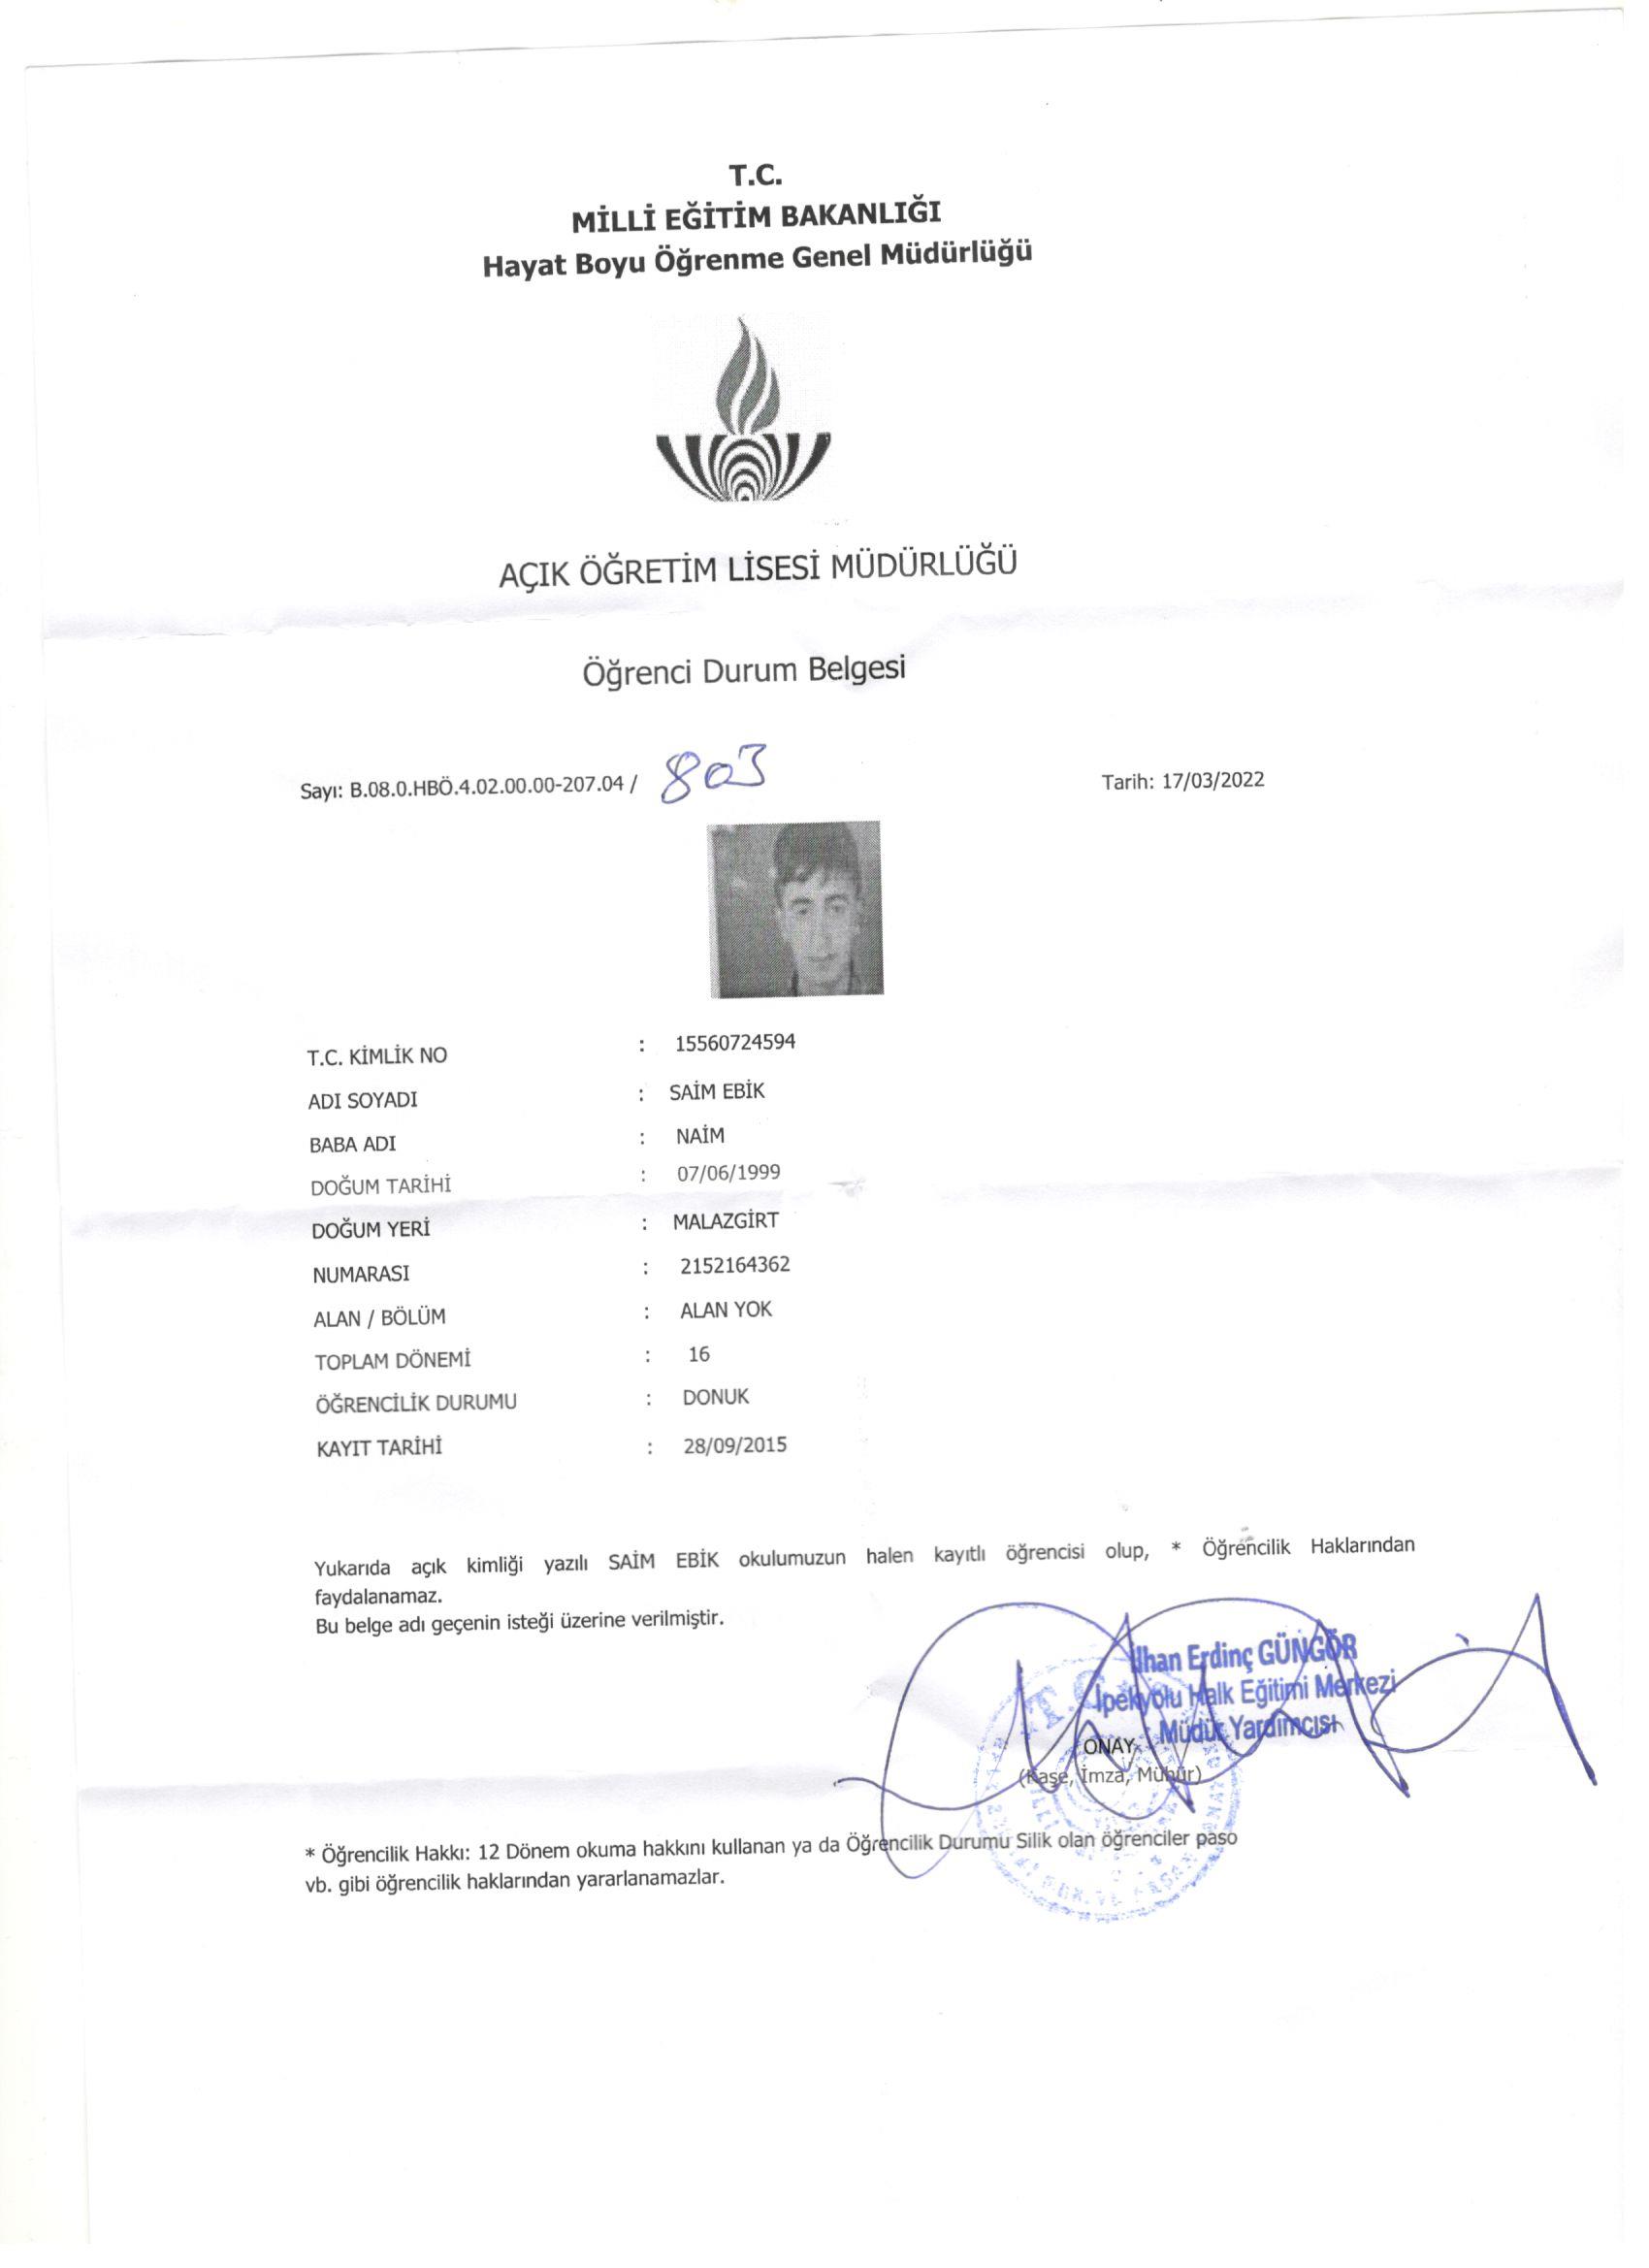 T.C.
MİLLİ EĞİTİM BAKANLIĞI
Hayat Boyu Öğrenme Genel Müdürlüğü
AÇIK ÖĞRETİM LİSESİ MÜDÜRLÜĞÜ
Öğrenci Durum Belgesi
Sayı: B.08.0.HBÖ.4.02.00.00-207.04 / 803 Tarih: 17/03/2022
T.C. KİMLİK NO : 15560724594
ADI SOYADI : SAİM EBİK
BABA ADI : NAİM
DOĞUM TARİHİ : 07/06/1999
DOĞUM YERİ : MALAZGİRT
NUMARASI : 2152164362
ALAN / BÖLÜM : ALAN YOK
TOPLAM DÖNEMİ : 16
ÖĞRENCİLİK DURUMU : DONUK
KAYIT TARİHİ : 28/09/2015
Yukarıda açık kimliği yazılı SAİM EBİK okulumuzun halen kayıtlı öğrencisi olup, * Öğrencilik Haklarından
faydalanamaz.
Bu belge adı geçenin isteği üzerine verilmiştir.
İlhan Erdinç GÜNGÖR
İpekyolu Halk Eğitimi Merkezi
Müdür Yardımcısı
ONAY
(Kaşe, İmza, Mühür)
T.C.
* Öğrencilik Hakkı: 12 Dönem okuma hakkını kullanan ya da Öğrencilik Durumu Silik olan öğrenciler paso
vb. gibi öğrencilik haklarından yararlanamazlar.